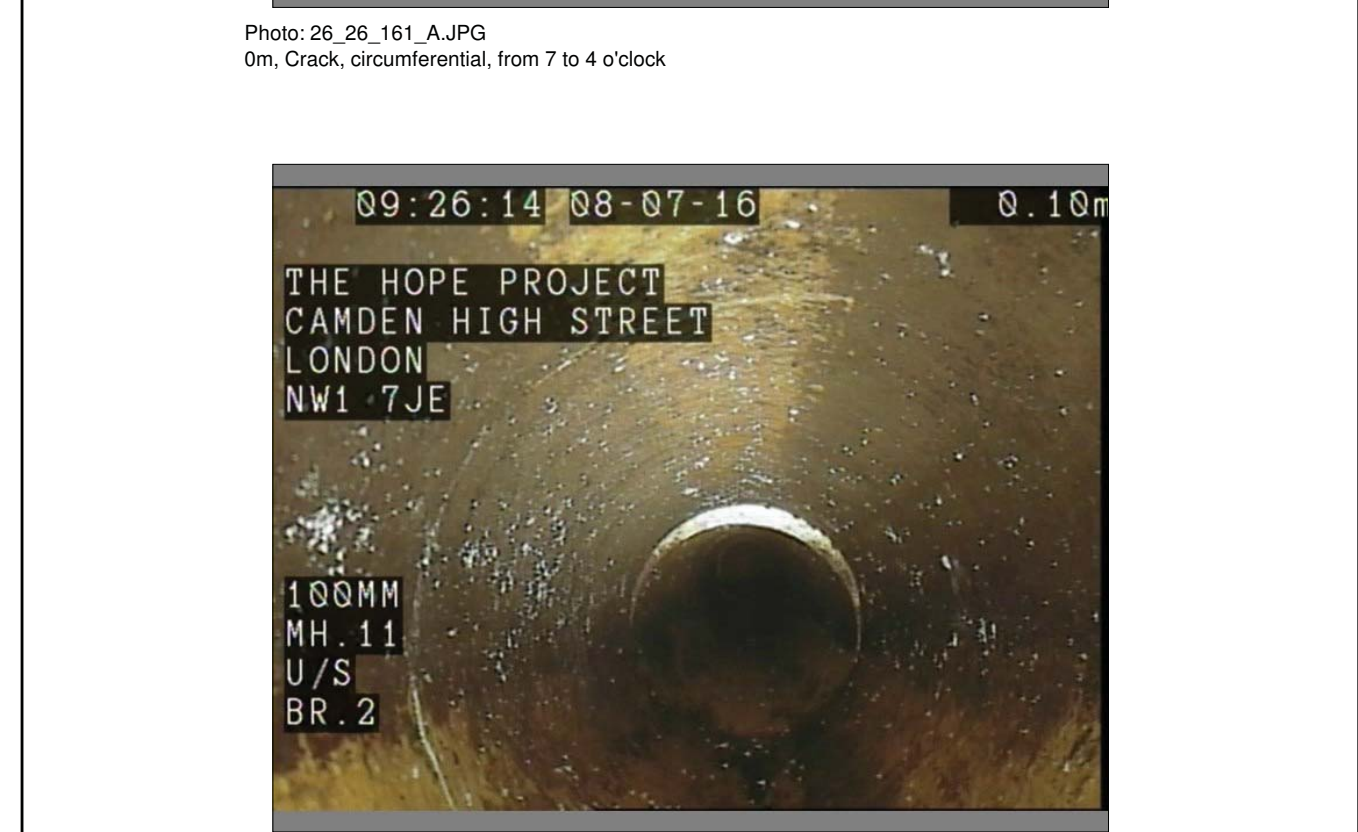 Photo: 26_26_161_A.JPG
0m, Crack, circumferential, from 7 to 4 o'clock
09:26:14 08-07-16 0.10m
THE HOPE PROJECT
CAMDEN HIGH STREET
LONDON
NW1 7JE
100MM
MH.11
U/S
BR.2